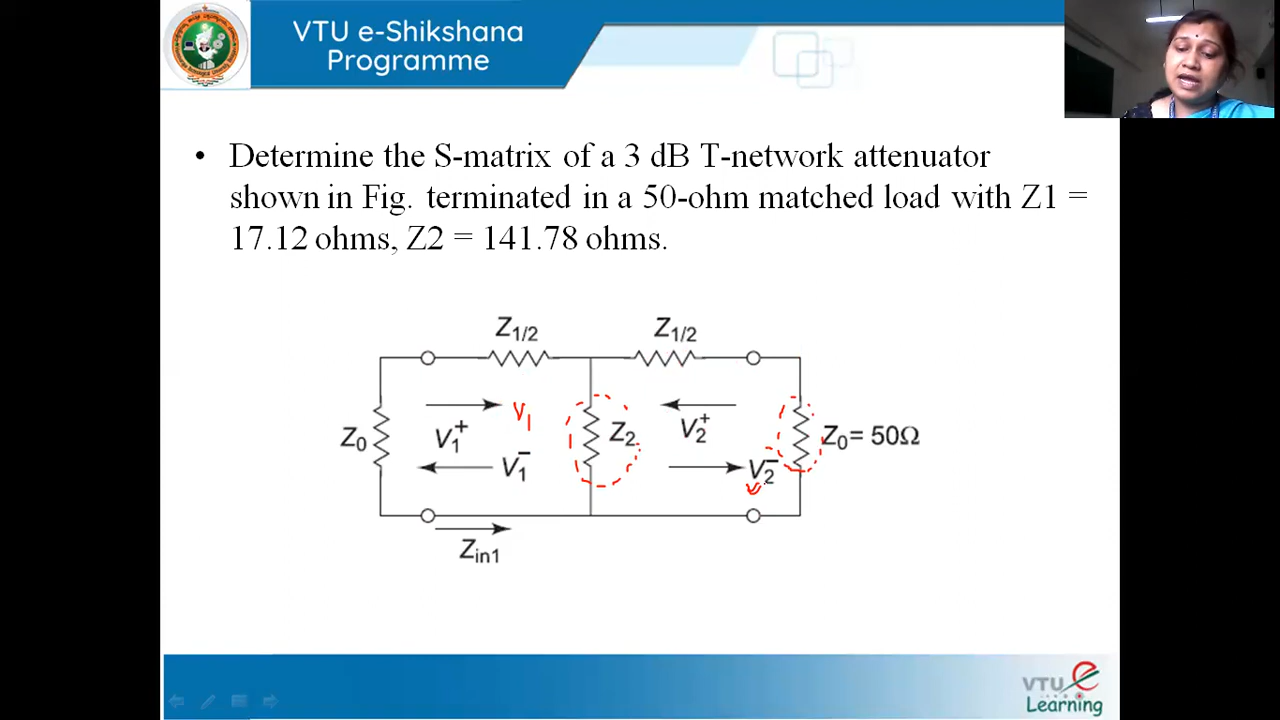 VTU e-Shikshana
Programme
• Determine the S-matrix of a 3 dB T-network attenuator
shown in Fig. terminated in a 50-ohm matched load with Z1 =
17.12 ohms, Z2 = 141.78 ohms.
Z1/2
Z1/2
Z0
V1+
V1
V1−
Z2
V2+
V2−
Z0= 50Ω
Zin1
VTU e
Learning